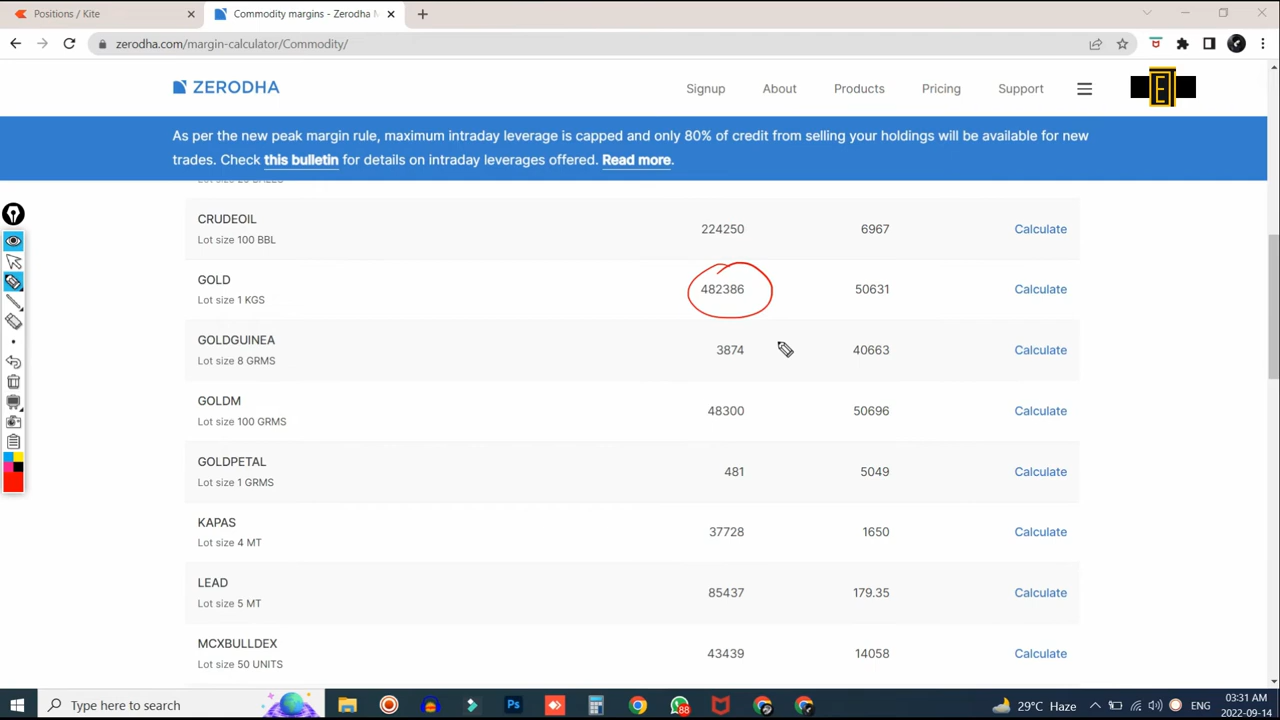 Positions / Kite
Commodity margins - Zerodha
zerodha.com/margin-calculator/Commodity/
ZERODHA
Signup About Products Pricing Support
E
As per the new peak margin rule, maximum intraday leverage is capped and only 80% of credit from selling your holdings will be available for new
trades. Check this bulletin for details on intraday leverages offered. Read more.
CRUDEOIL
Lot size 100 BBL
224250 6967 Calculate
GOLD
Lot size 1 KGS
482386 50631 Calculate
GOLDGUINEA
Lot size 8 GRMS
3874 40663 Calculate
GOLDM
Lot size 100 GRMS
48300 50696 Calculate
GOLDPETAL
Lot size 1 GRMS
481 5049 Calculate
KAPAS
Lot size 4 MT
37728 1650 Calculate
LEAD
Lot size 5 MT
85437 179.35 Calculate
MCXBULLDEX
Lot size 50 UNITS
43439 14058 Calculate
Type here to search
Ps
88
29°C Haze
ENG
03:31 AM
2022-09-14